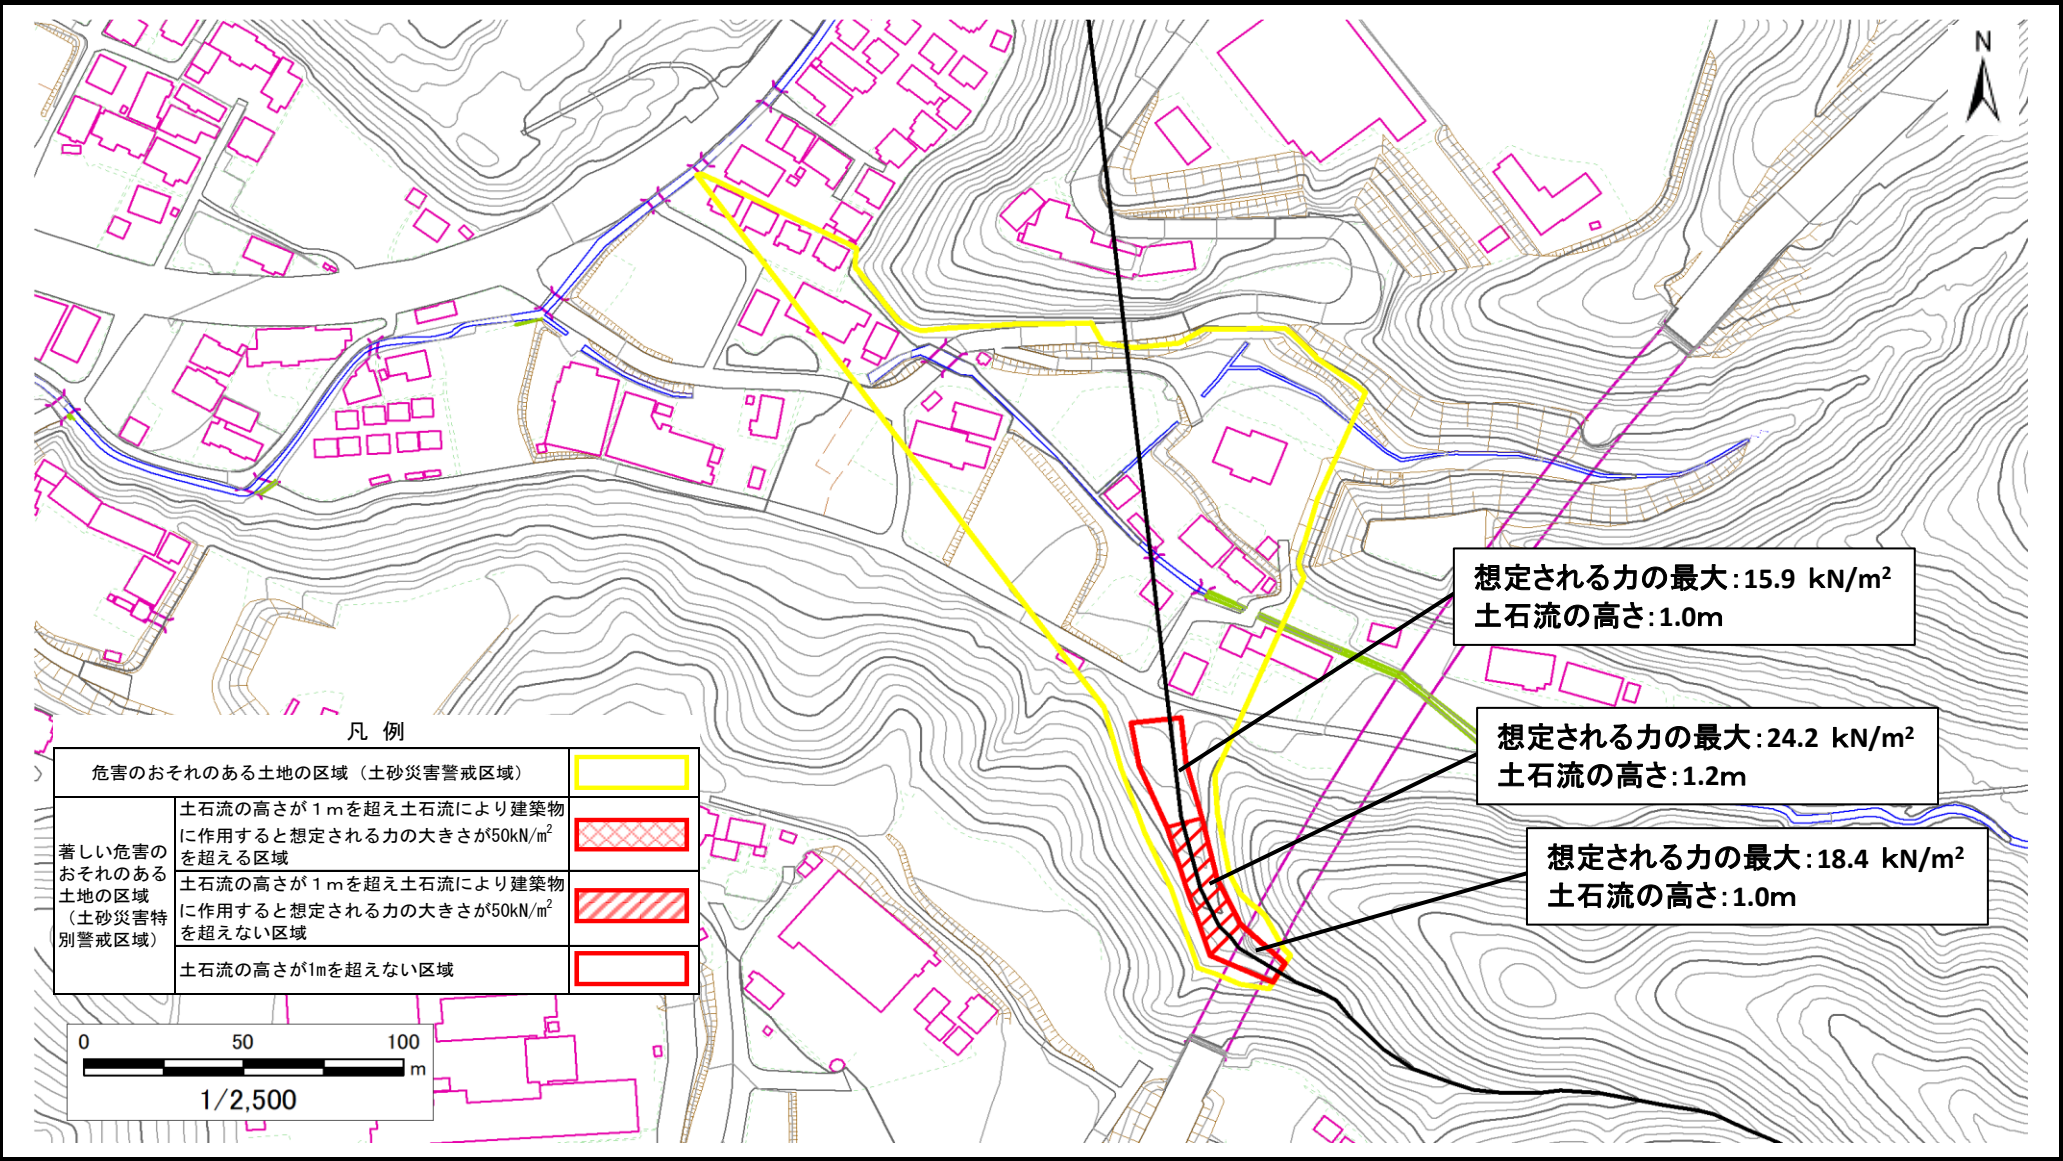 N
想定される力の最大：15.9 kN/m²
土石流の高さ：1.0m
想定される力の最大：24.2 kN/m²
土石流の高さ：1.2m
想定される力の最大：18.4 kN/m²
土石流の高さ：1.0m
凡 例
危害のおそれのある土地の区域（土砂災害警戒区域）
著しい危害の
おそれのある
土地の区域
（土砂災害特
別警戒区域）
土石流の高さが１ｍを超え土石流により建築物
に作用すると想定される力の大きさが50kN/m²
を超える区域
土石流の高さが１ｍを超え土石流により建築物
に作用すると想定される力の大きさが50kN/m²
を超えない区域
土石流の高さが1mを超えない区域
0 50 100
m
1/2,500